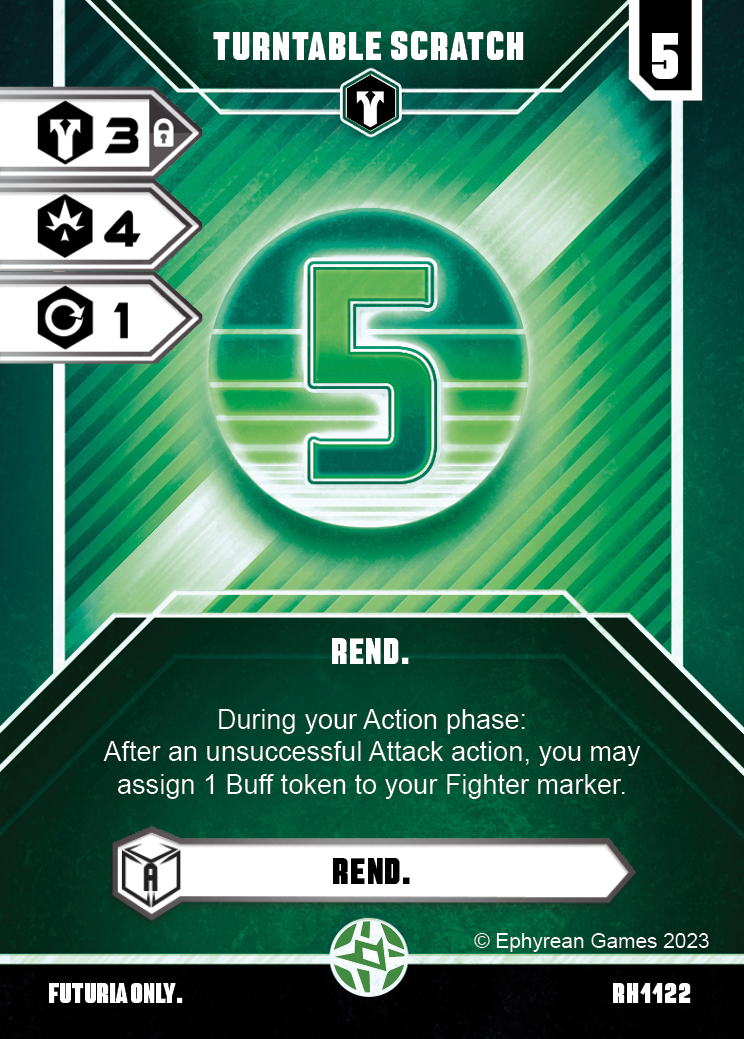 TURNTABLE SCRATCH
5
3
4
1
5
REND.
During your Action phase:
After an unsuccessful Attack action, you may
assign 1 Buff token to your Fighter marker.
A
REND.
© Ephyrean Games 2023
FUTURIA ONLY.
RH1122